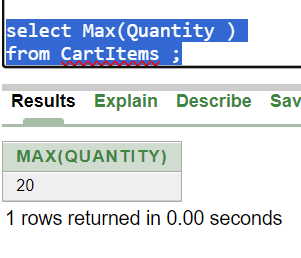 select Max(Quantity )
from CartItems ;
Results Explain Describe Sav
MAX(QUANTITY)
20
1 rows returned in 0.00 seconds